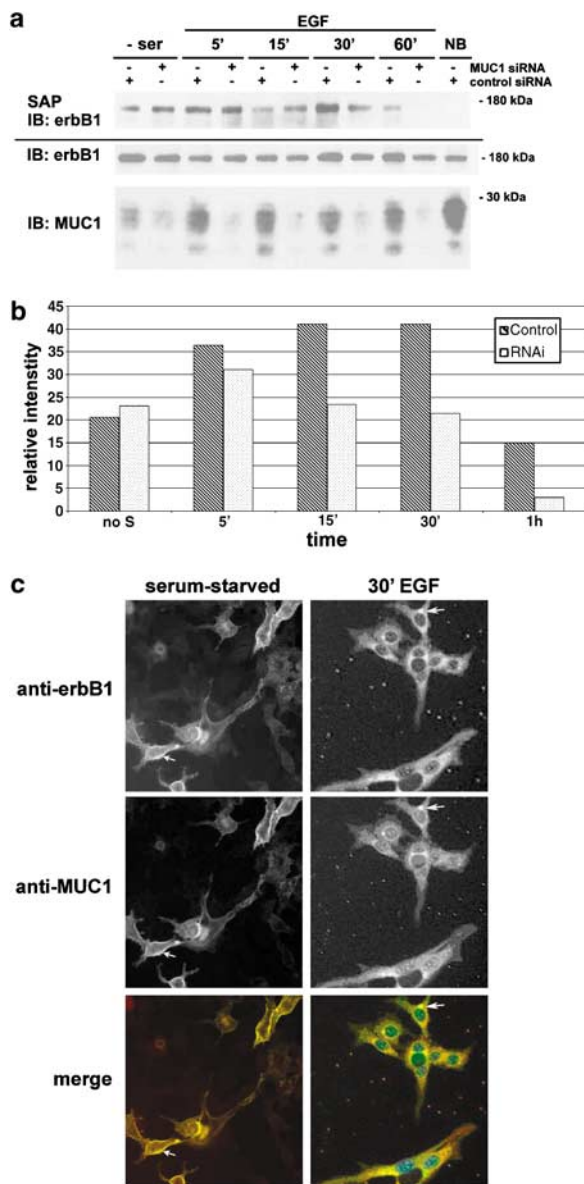 a
EGF
- ser 5' 15' 30' 60' NB
- + - + - + - + - + - MUC1 siRNA
+ - + - + - + - + - + control siRNA
SAP
IB: erbB1
- 180 kDa
IB: erbB1
- 180 kDa
- 30 kDa
IB: MUC1
b
45
40
35
30
25
20
15
10
5
0
relative intenstity
Control
RNAi
no S 5' 15' 30' 1h
time
c
serum-starved 30' EGF
anti-erbB1
anti-MUC1
merge